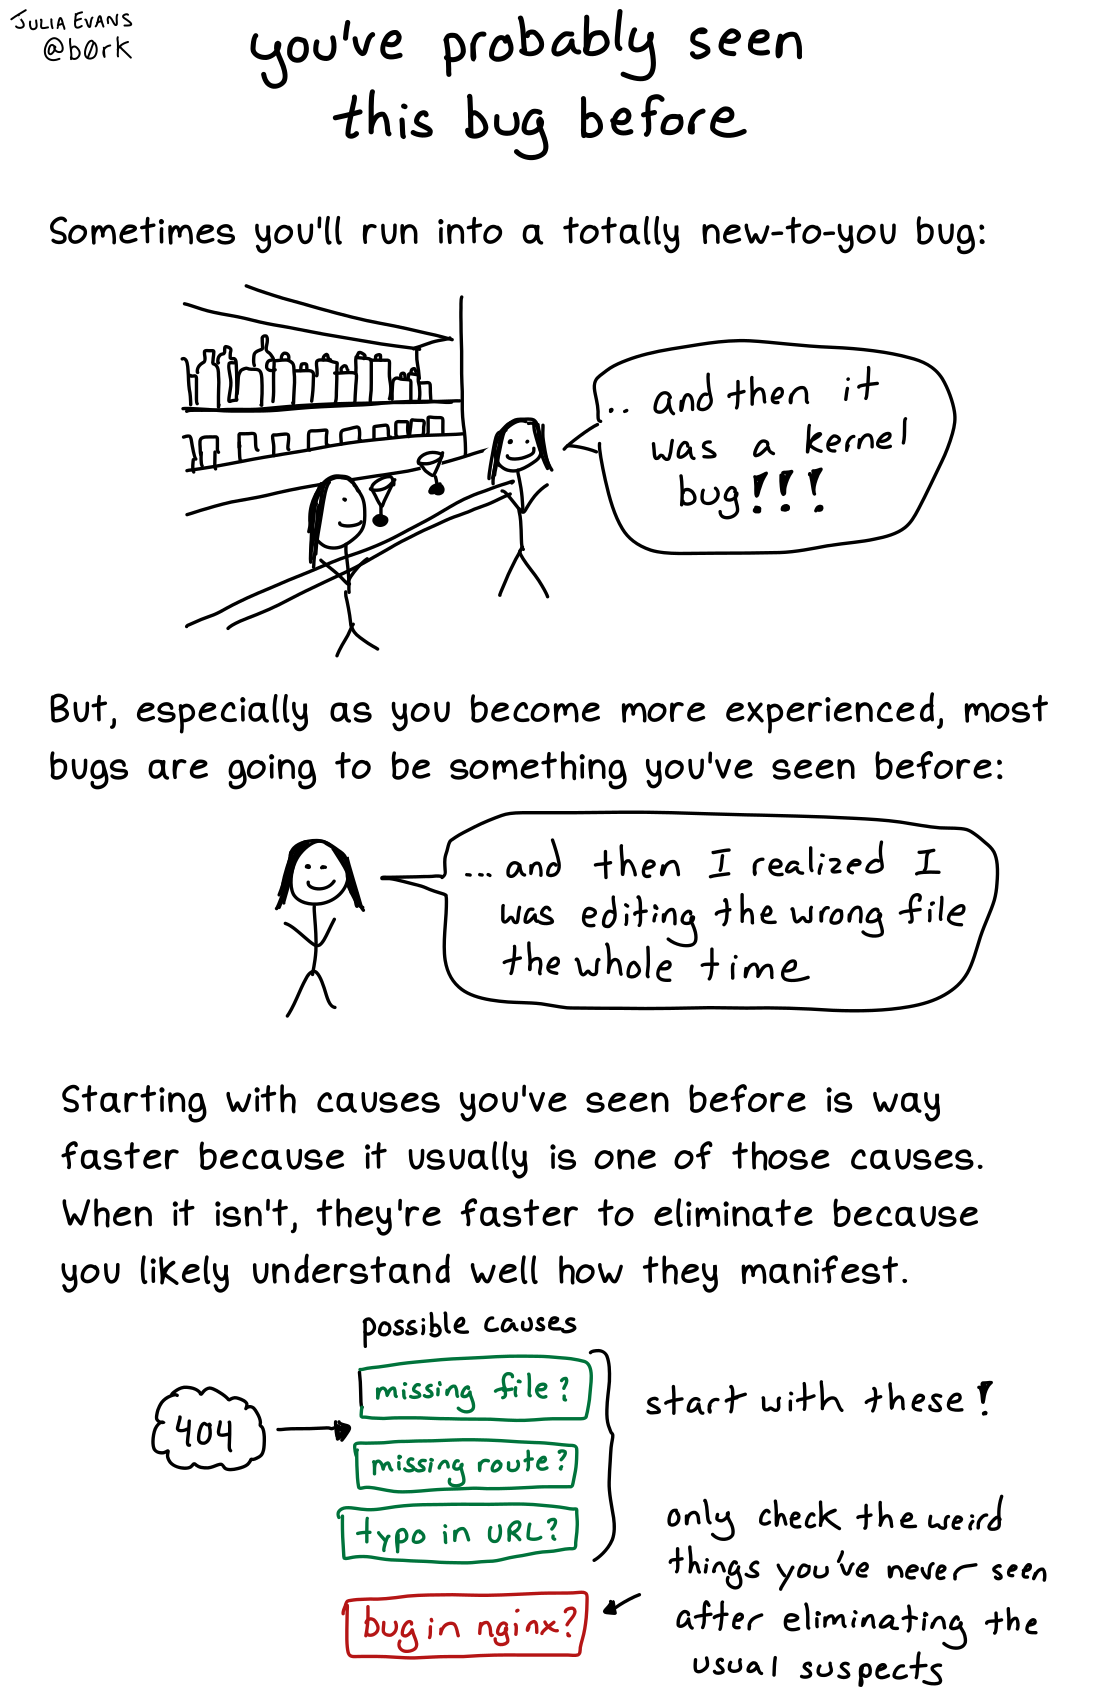 JULIA EVANS
@b0rk
you've probably seen
this bug before
Sometimes you'll run into a totally new-to-you bug:
.. and then it
was a kernel
bug!!!
But, especially as you become more experienced, most
bugs are going to be something you've seen before:
... and then I realized I
was editing the wrong file
the whole time
Starting with causes you've seen before is way
faster because it usually is one of those causes.
When it isn't, they're faster to eliminate because
you likely understand well how they manifest.
possible causes
404
missing file?
missing route?
typo in URL?
start with these!
bug in nginx?
only check the weird
things you've never seen
after eliminating the
usual suspects